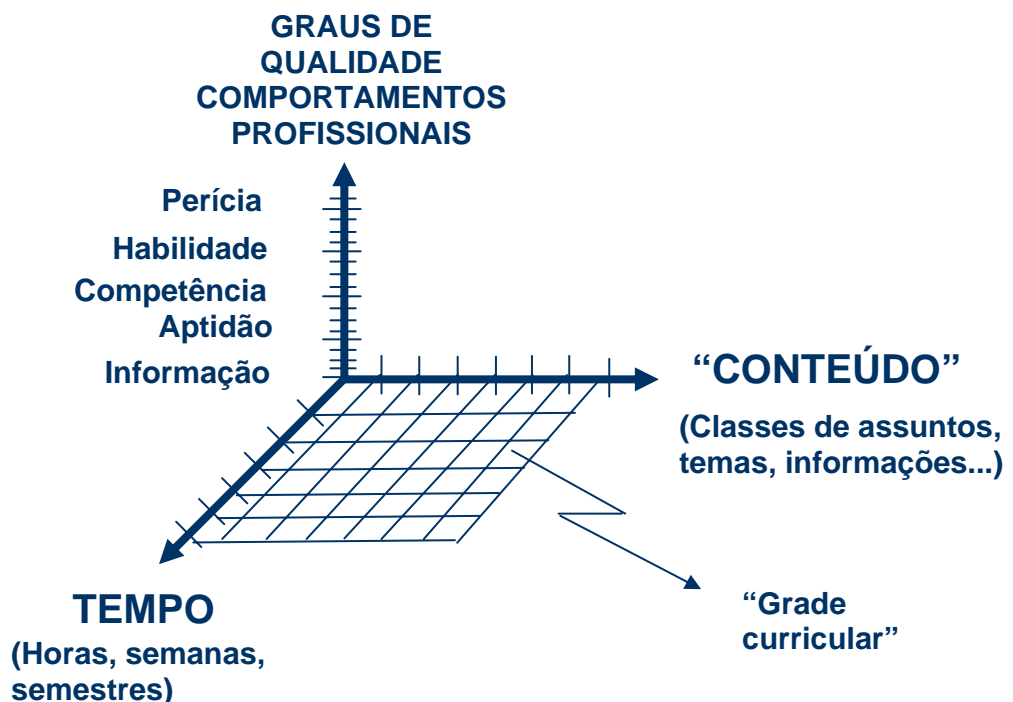 GRAUS DE
QUALIDADE
COMPORTAMENTOS
PROFISSIONAIS
Perícia
Habilidade
Competência
Aptidão
Informação
“CONTEÚDO”
(Classes de assuntos,
temas, informações...)
“Grade
curricular”
TEMPO
(Horas, semanas,
semestres)